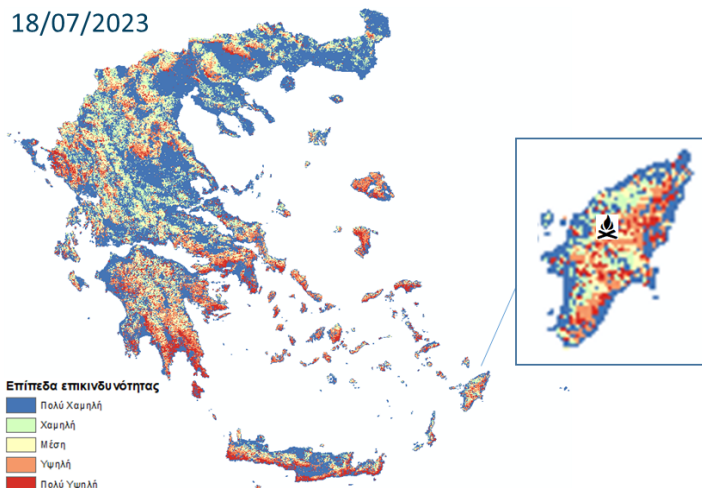 18/07/2023
Επίπεδα επικινδυνότητας
Πολύ Χαμηλή
Χαμηλή
Μέση
Υψηλή
Πολύ Υψηλή